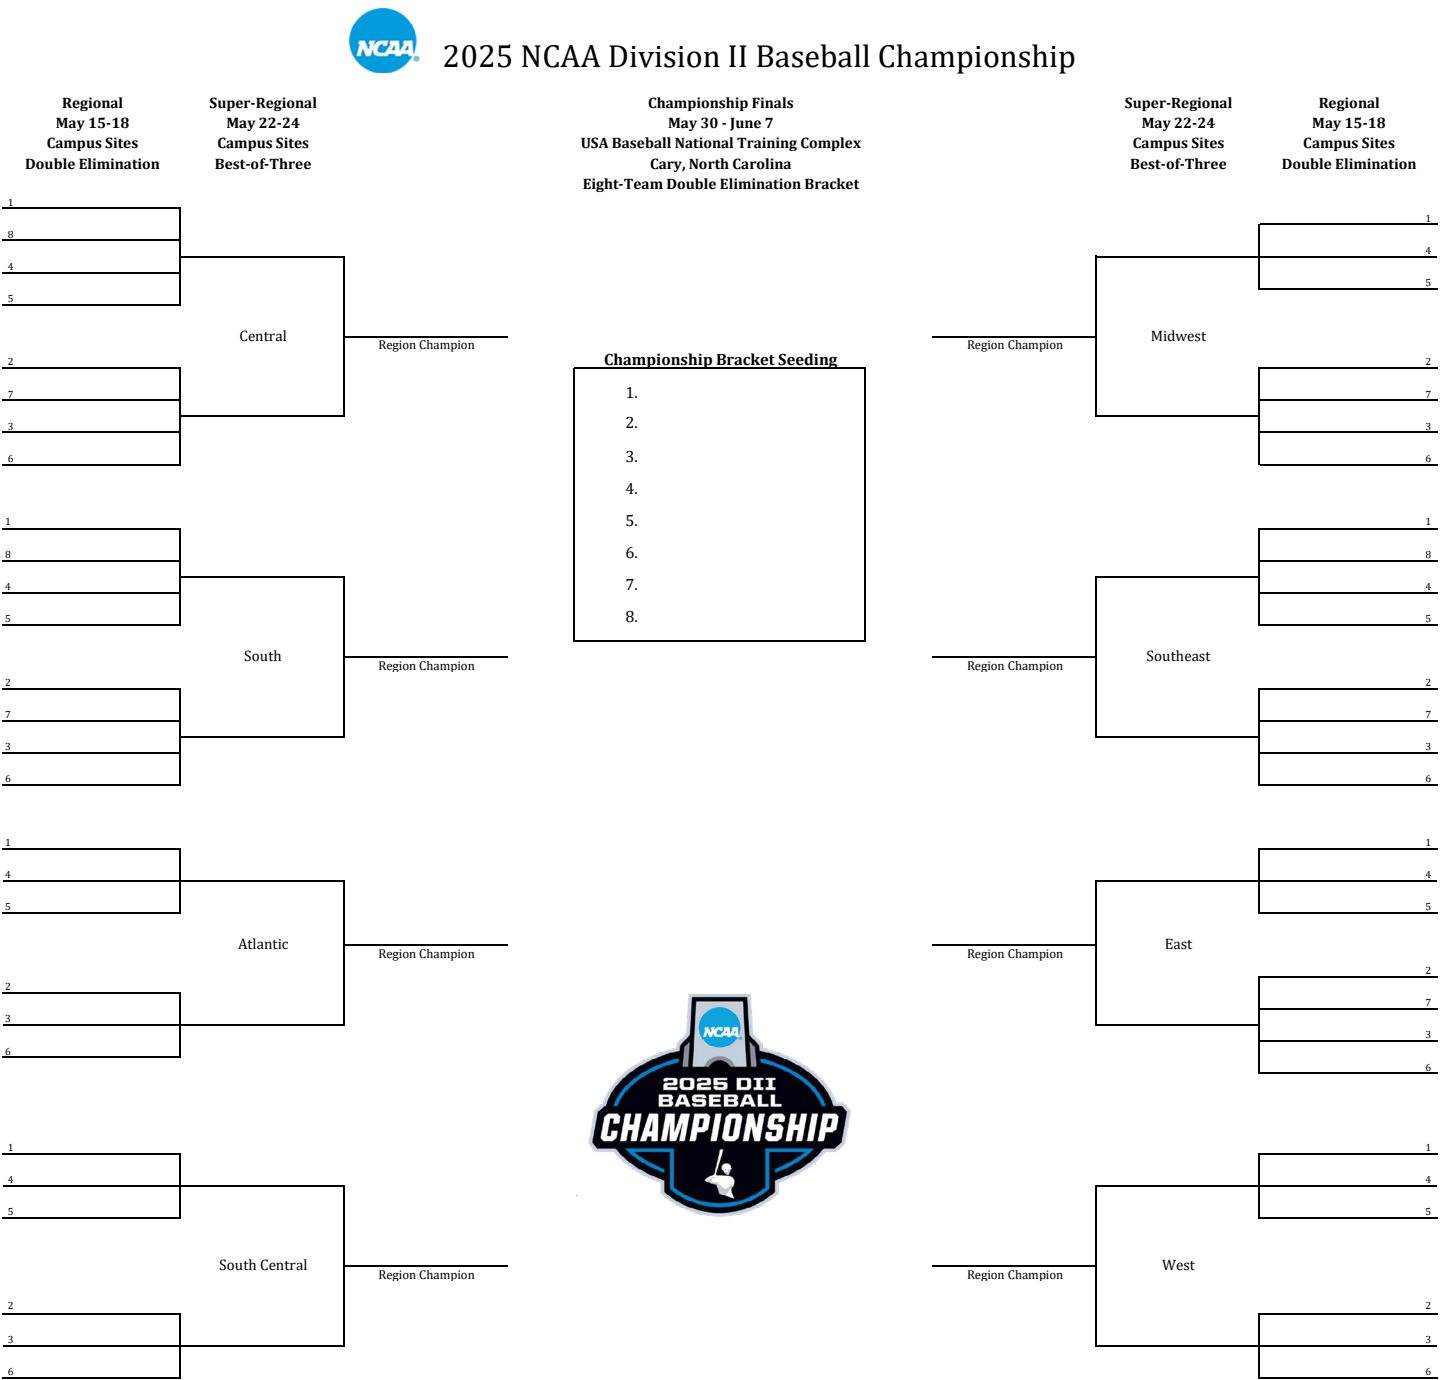 NCAA
2025 NCAA Division II Baseball Championship
Regional
May 15-18
Campus Sites
Double Elimination
Super-Regional
May 22-24
Campus Sites
Best-of-Three
Championship Finals
May 30 - June 7
USA Baseball National Training Complex
Cary, North Carolina
Eight-Team Double Elimination Bracket
Super-Regional
May 22-24
Campus Sites
Best-of-Three
Regional
May 15-18
Campus Sites
Double Elimination
1
8
4
5
Central
Region Champion
2
7
3
6
1
8
4
5
South
Region Champion
2
7
3
6
1
4
5
Atlantic
Region Champion
2
3
6
1
4
5
South Central
Region Champion
2
3
6
Championship Bracket Seeding
1.
2.
3.
4.
5.
6.
7.
8.
NCAA
2025 DII
BASEBALL
CHAMPIONSHIP
1
4
5
Midwest
Region Champion
2
7
3
6
1
8
4
5
Southeast
Region Champion
2
7
3
6
1
4
5
East
Region Champion
2
7
3
6
1
4
5
West
Region Champion
2
3
6